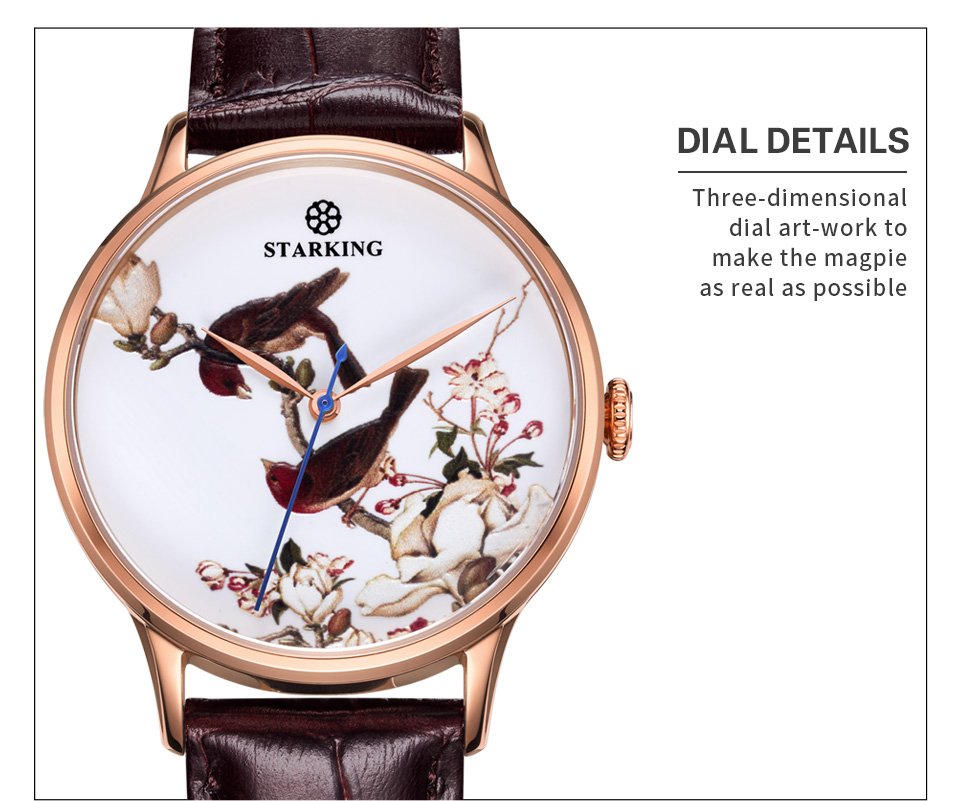 STARKING
DIAL DETAILS
Three-dimensional
dial art-work to
make the magpie
as real as possible